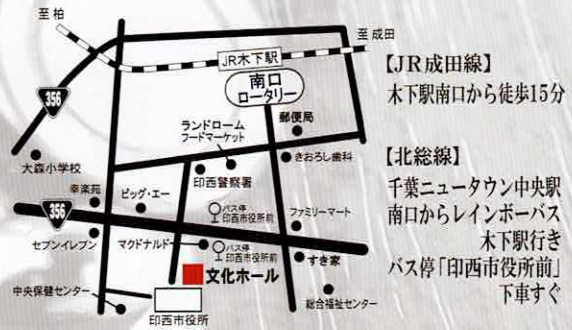 至 柏
至 成田
JR木下駅
356
南口
ロータリー
郵便局
ランドローム
フードマーケット
大森小学校
印西警察署
きおろし歯科
幸楽苑
ビッグ・エー
356
バス停
印西市役所前
ファミリーマート
セブンイレブン
マクドナルド
バス停
印西市役所前
すき家
文化ホール
中央保健センター
印西市役所
総合福祉センター
【JR成田線】
木下駅南口から徒歩15分
【北総線】
千葉ニュータウン中央駅
南口からレインボーバス
木下駅行き
バス停「印西市役所前」
下車すぐ